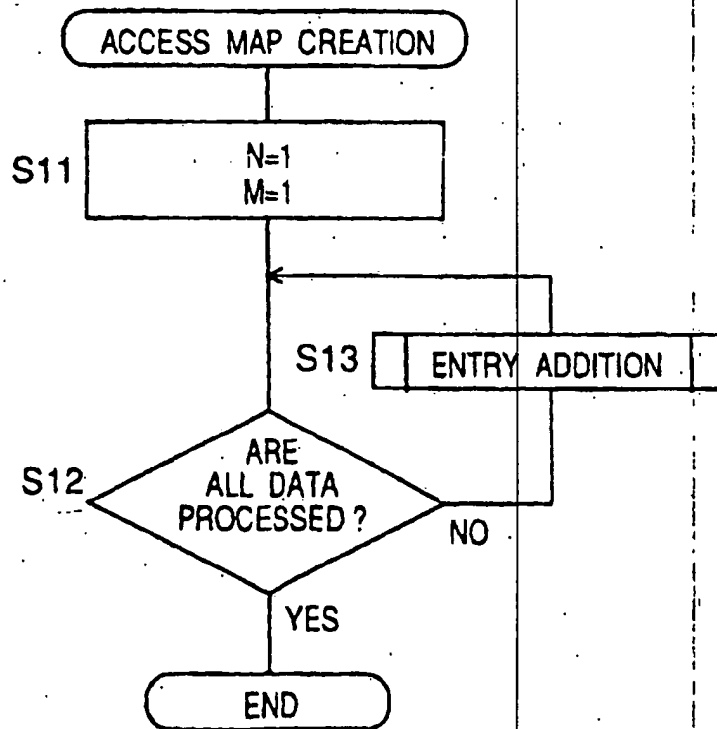 ACCESS MAP CREATION
S11
N=1
M=1
S13
ENTRY ADDITION
S12
ARE
ALL DATA
PROCESSED?
NO
YES
END